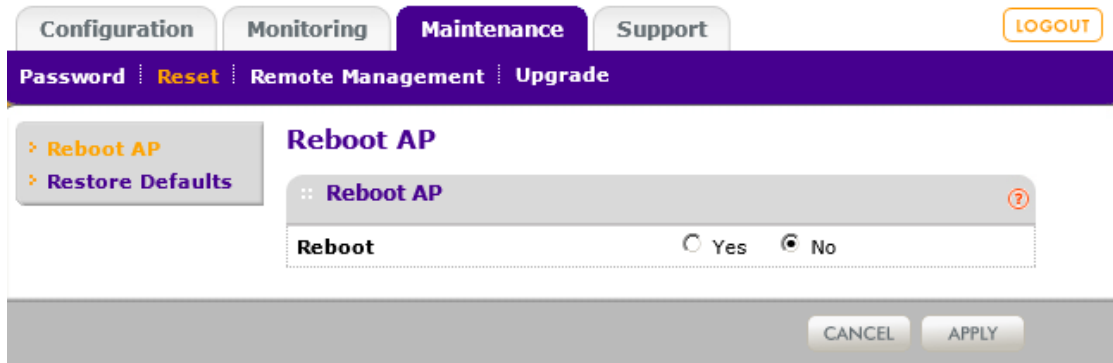 Configuration Monitoring Maintenance Support LOGOUT
Password Reset Remote Management Upgrade
Reboot AP
Restore Defaults
Reboot AP
Reboot AP ?
Reboot Yes No
CANCEL APPLY